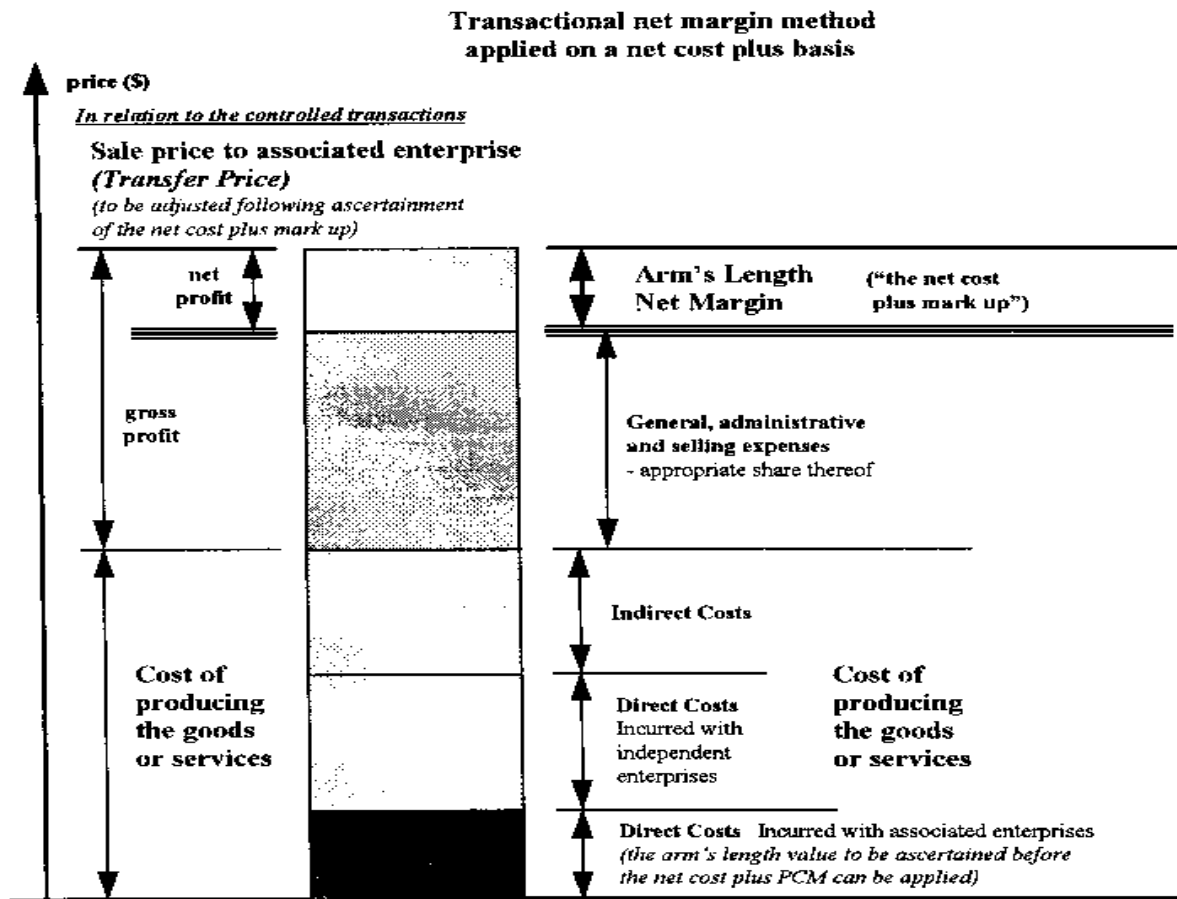 Transactional net margin method
applied on a net cost plus basis
price ($)
In relation to the controlled transactions
Sale price to associated enterprise
(Transfer Price)
(to be adjusted following ascertainment
of the net cost plus mark up)
net
profit
Arm's Length
Net Margin
("the net cost
plus mark up")
gross
profit
General, administrative
and selling expenses
- appropriate share thereof
Indirect Costs
Cost of
producing
the goods
or services
Direct Costs
Incurred with
independent
enterprises
Cost of
producing
the goods
or services
Direct Costs Incurred with associated enterprises
(the arm's length value to be ascertained before
the net cost plus PCM can be applied)